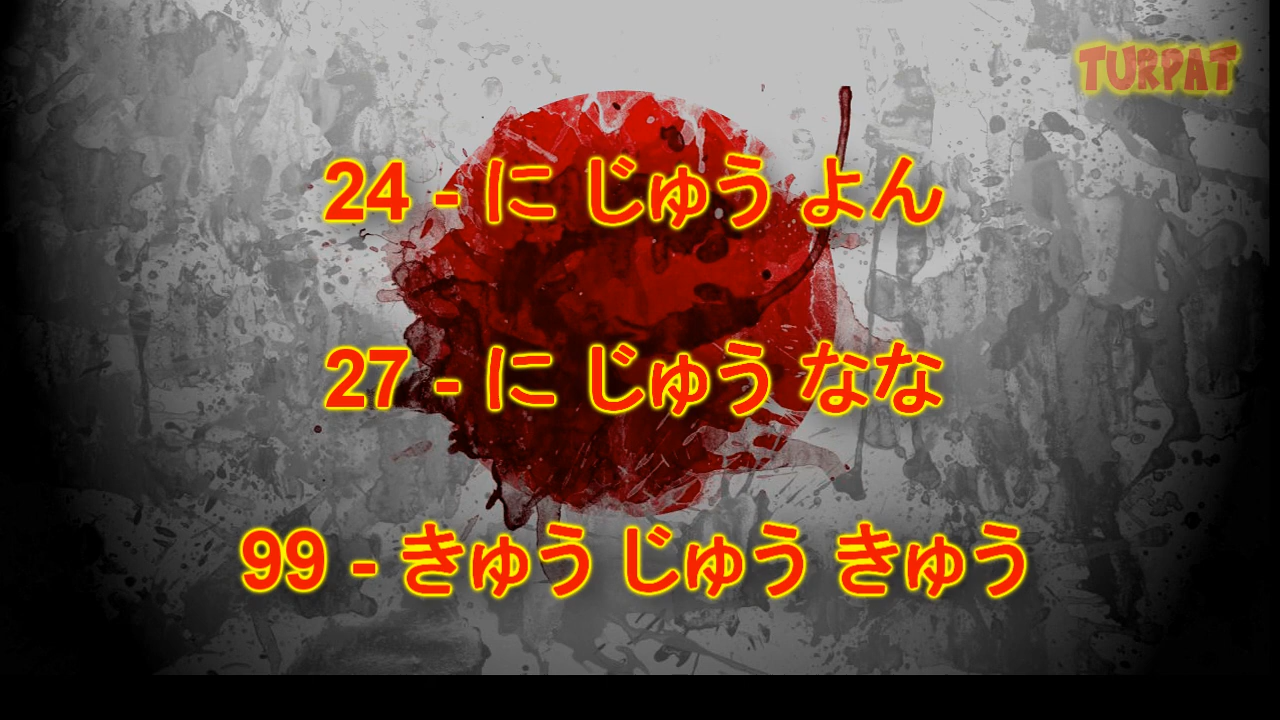 TURPAT
24 - に じゅう よん
27 - に じゅう なな
99 - きゅう じゅう きゅう